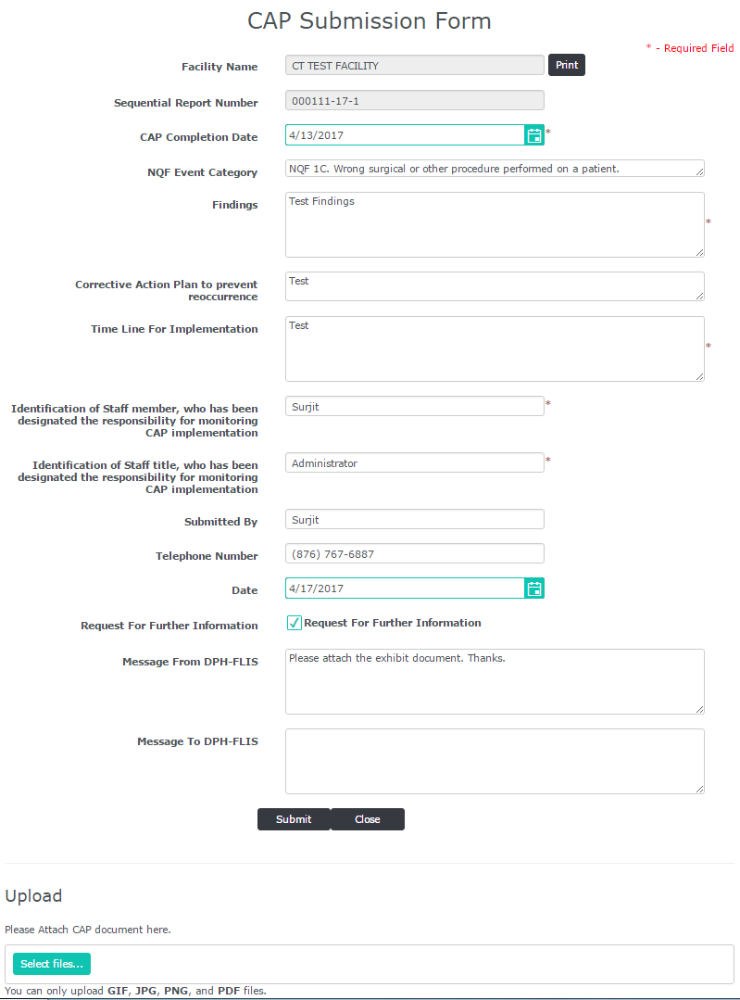 CAP Submission Form
* - Required Field
Facility Name CT TEST FACILITY Print
Sequential Report Number 000111-17-1
CAP Completion Date 4/13/2017 *
NQF Event Category NQF 1C. Wrong surgical or other procedure performed on a patient.
Findings Test Findings *
Corrective Action Plan to prevent
reoccurrence Test
Time Line For Implementation Test *
Identification of Staff member, who has been
designated the responsibility for monitoring
CAP implementation Surjit *
Identification of Staff title, who has been
designated the responsibility for monitoring
CAP implementation Administrator *
Submitted By Surjit
Telephone Number (876) 767-6887
Date 4/17/2017
Request For Further Information Request For Further Information
Message From DPH-FLIS Please attach the exhibit document. Thanks.
Message To DPH-FLIS
Submit Close
Upload
Please Attach CAP document here.
Select files...
You can only upload GIF, JPG, PNG, and PDF files.